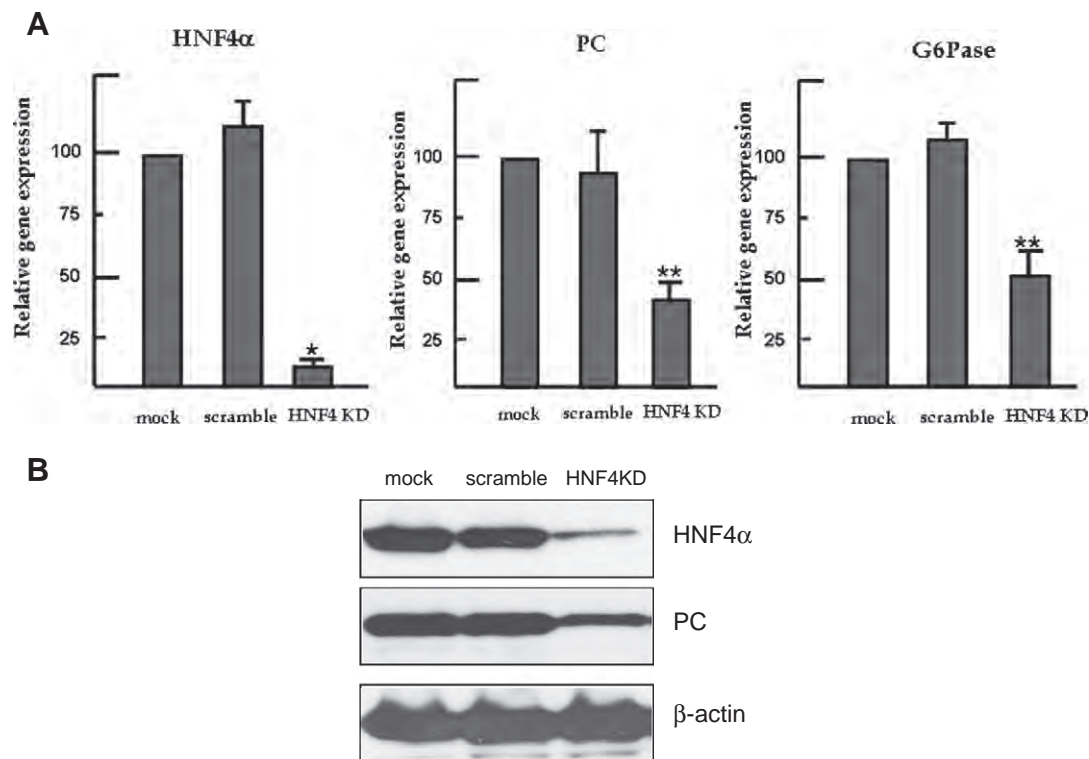 A
HNF4α
Relative gene expression
100
75
50
25
*
mock scramble HNF4 KD
PC
Relative gene expression
100
75
50
25
**
mock scramble HNF4 KD
G6Pase
Relative gene expression
100
75
50
25
**
mock scramble HNF4 KD
B
mock scramble HNF4KD
HNF4α
PC
β-actin